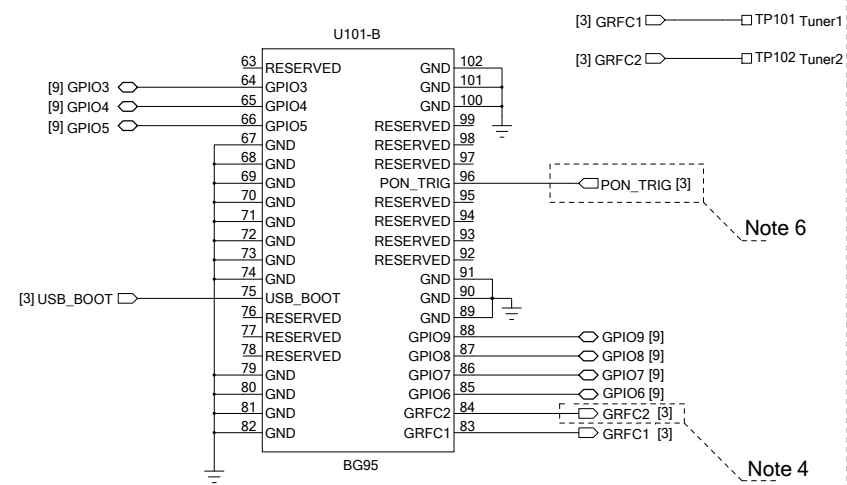 [3] GRFC1 TP101 Tuner1
[3] GRFC2 TP102 Tuner2
U101-B
63 RESERVED GND 102
[9] GPIO3 64 GPIO3 GND 101
[9] GPIO4 65 GPIO4 GND 100
[9] GPIO5 66 GPIO5 RESERVED 99
67 GND RESERVED 98
68 GND RESERVED 97
69 GND PON_TRIG 96 PON_TRIG [3]
70 GND RESERVED 95
71 GND RESERVED 94
72 GND RESERVED 93
73 GND RESERVED 92
74 GND GND 91
[3] USB_BOOT 75 USB_BOOT GND 90
76 RESERVED GND 89
77 RESERVED GPIO9 88 GPIO9 [9]
78 RESERVED GPIO8 87 GPIO8 [9]
79 GND GPIO7 86 GPIO7 [9]
80 GND GPIO6 85 GPIO6 [9]
81 GND GRFC2 84 GRFC2 [3]
82 GND GRFC1 83 GRFC1 [3]
BG95
Note 6
Note 4